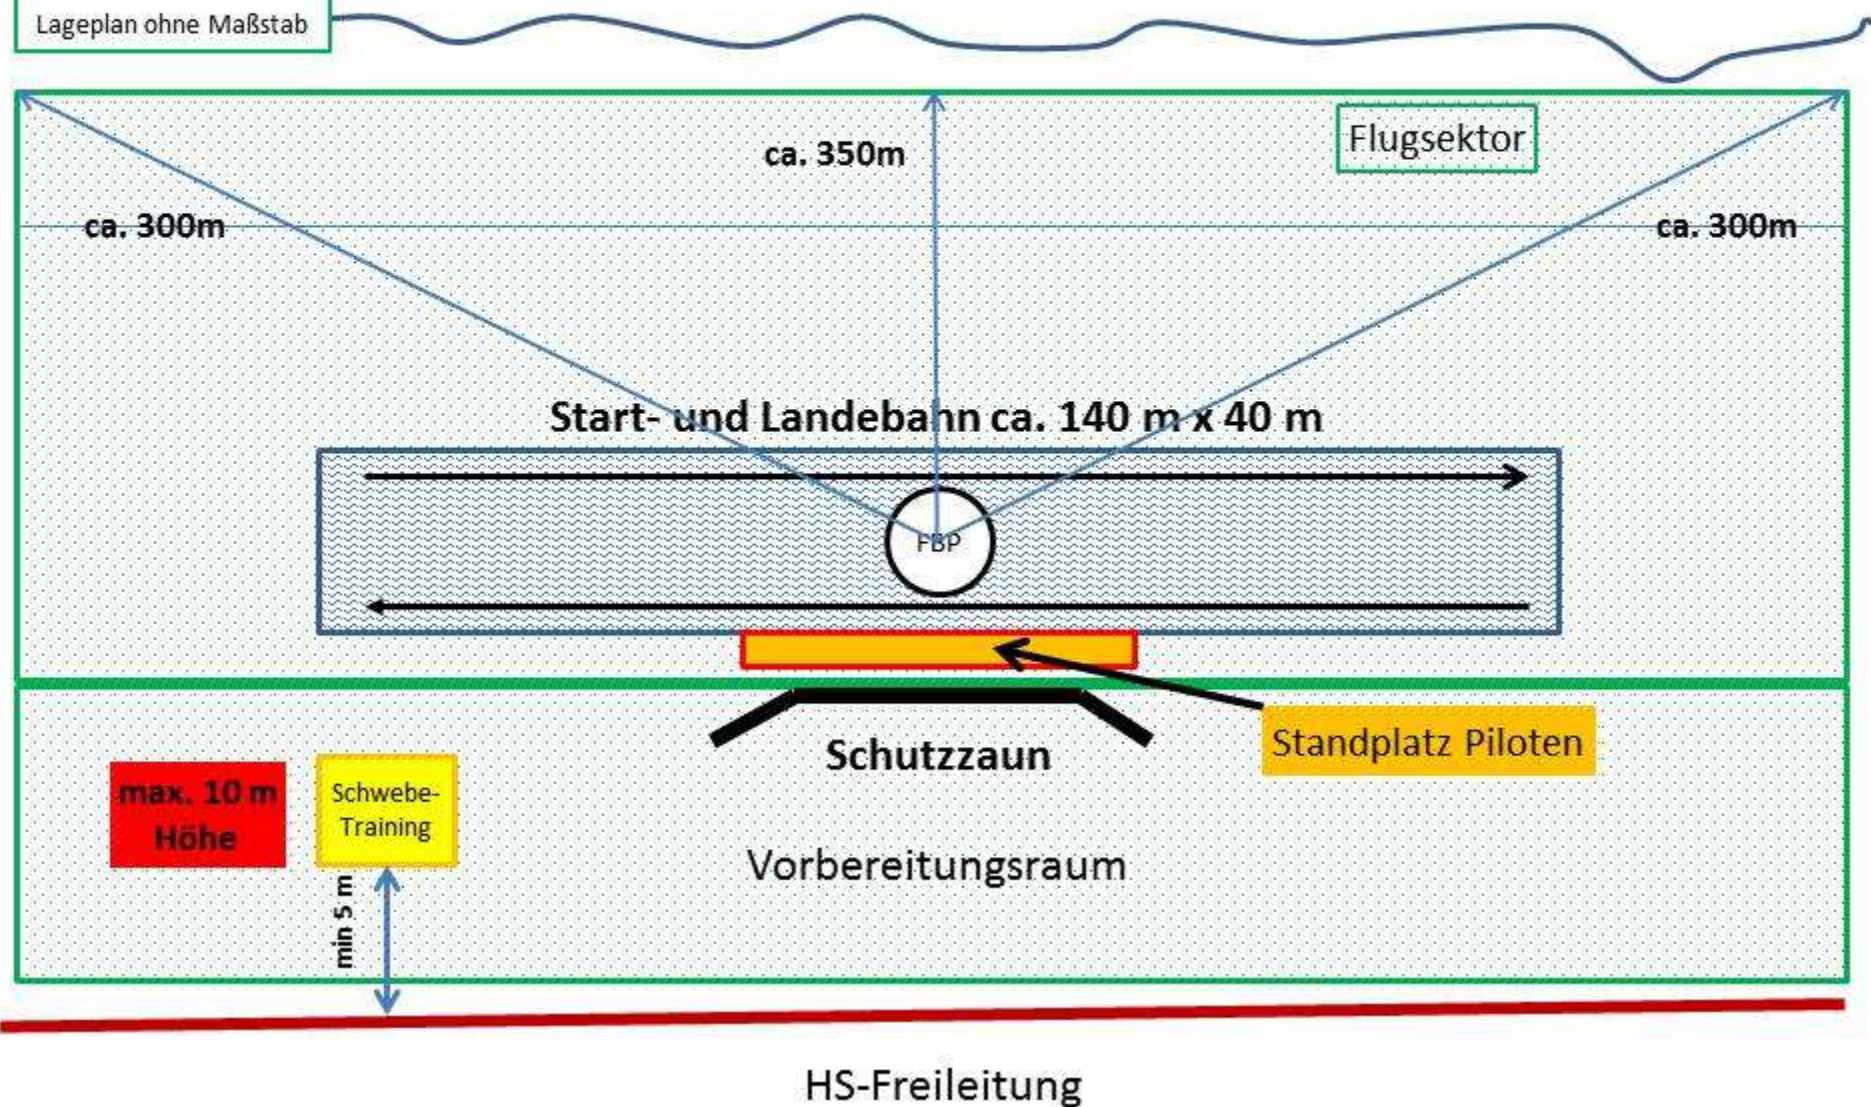 Lageplan ohne Maßstab
Flugsektor
ca. 350m
ca. 300m
ca. 300m
Start- und Landebahn ca. 140 m x 40 m
FBP
Standplatz Piloten
Schutzzaun
max. 10 m
Höhe
Schwebe-
Training
Vorbereitungsraum
min 5 m
HS-Freileitung